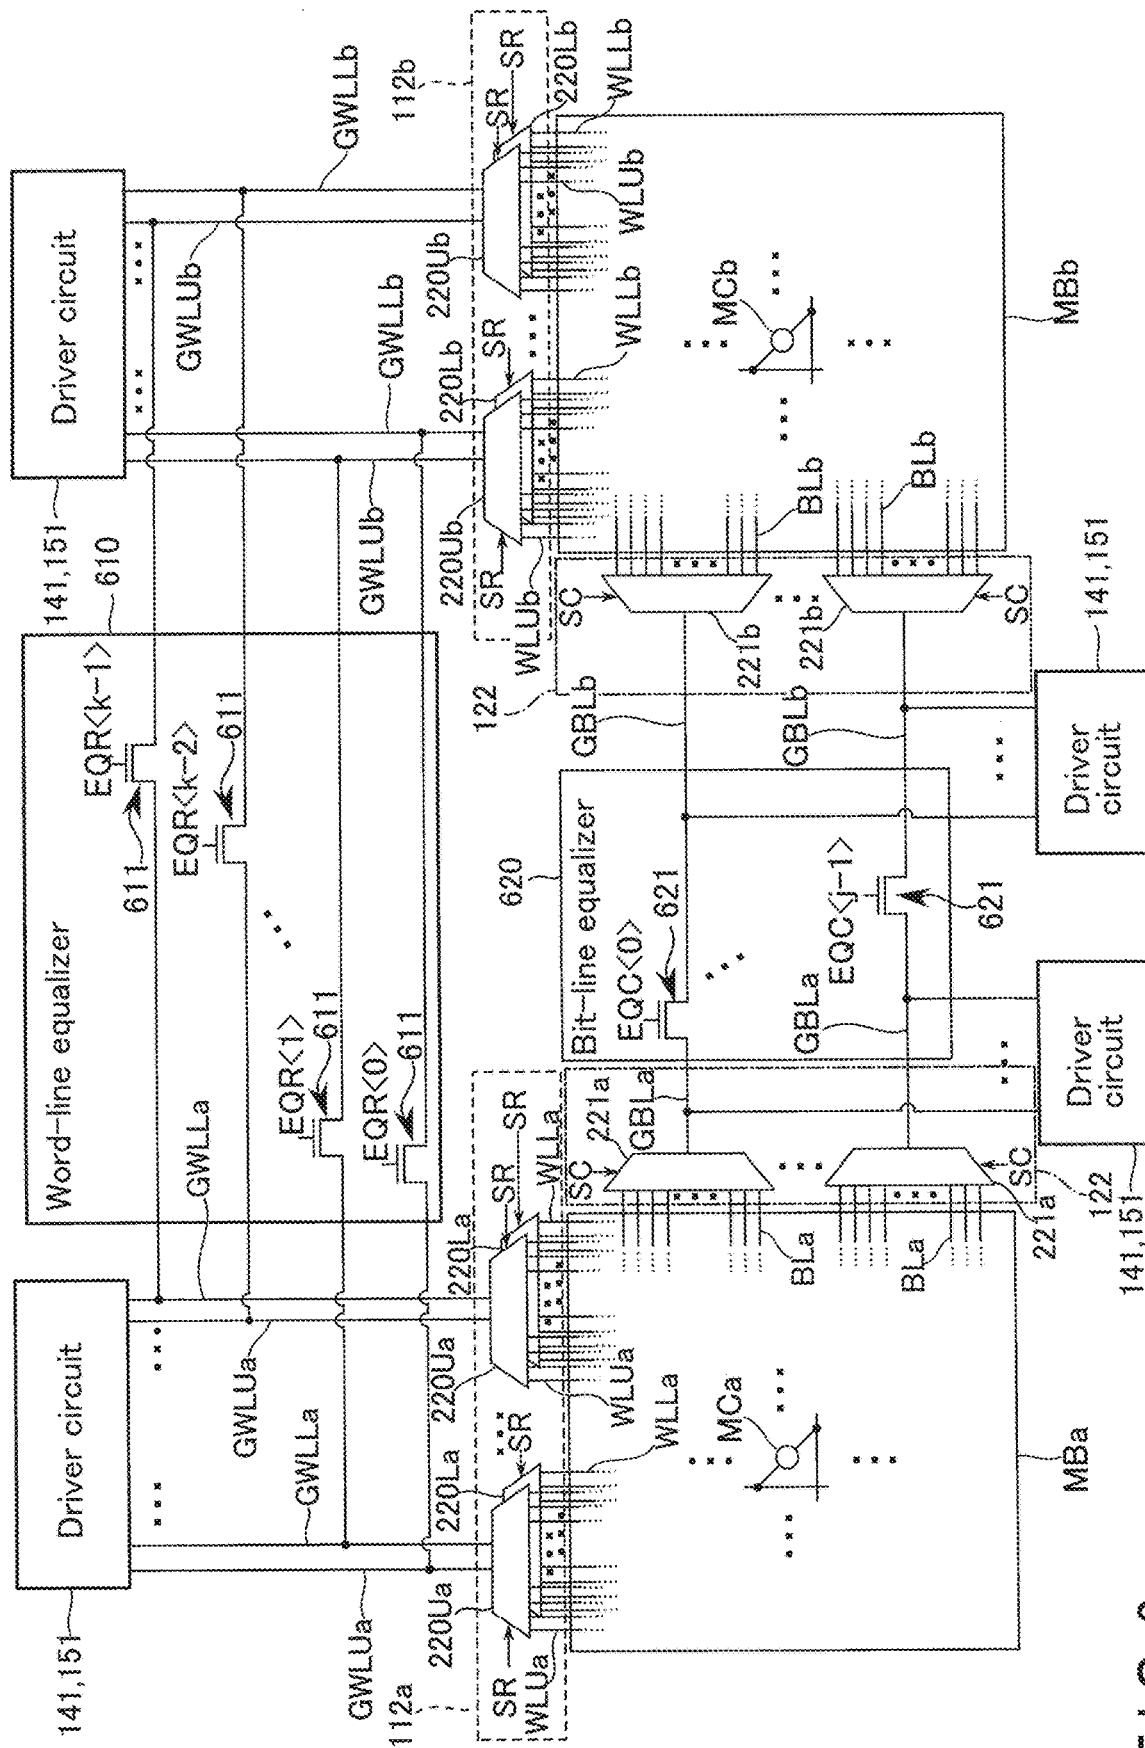 Driver circuit
141,151
GWLLb
GWLUb
GWLLb
GWLUb
112b
SR
SR
220Lb
220Ub
WLLb
WLUb
SR
220Lb
220Ub
SR
WLLb
WLUb
MCb
MBb
BLb
BLb
SC
221b
221b
SC
122
GBLb
GBLb
141,151
Driver
circuit
610
Word-line equalizer
EQR<k-1>
611
EQR<k-2>
611
EQR<1>
611
EQR<0>
611
620
Bit-line equalizer
EQC<0>
621
EQC<j-1>
621
GBLa
GBLa
Driver
circuit
141,151
122
SC
221a
SC
221a
BLa
BLa
Driver circuit
141,151
GWLLa
GWLUa
GWLLa
GWLUa
112a
SR
SR
WLLa
220La
220Ua
WLUa
SR
220La
220Ua
SR
WLUa
WLLa
MCa
MBa